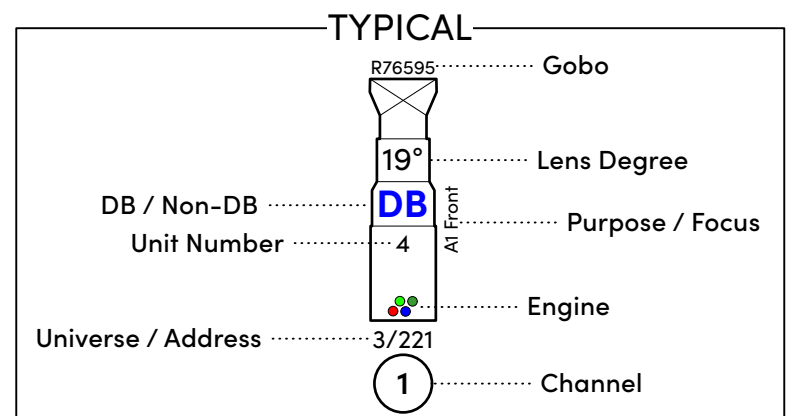 TYPICAL
R76595 Gobo
19° Lens Degree
DB / Non-DB DB
A1 Front Purpose / Focus
Unit Number 4
Engine
Universe / Address 3/221
1 Channel